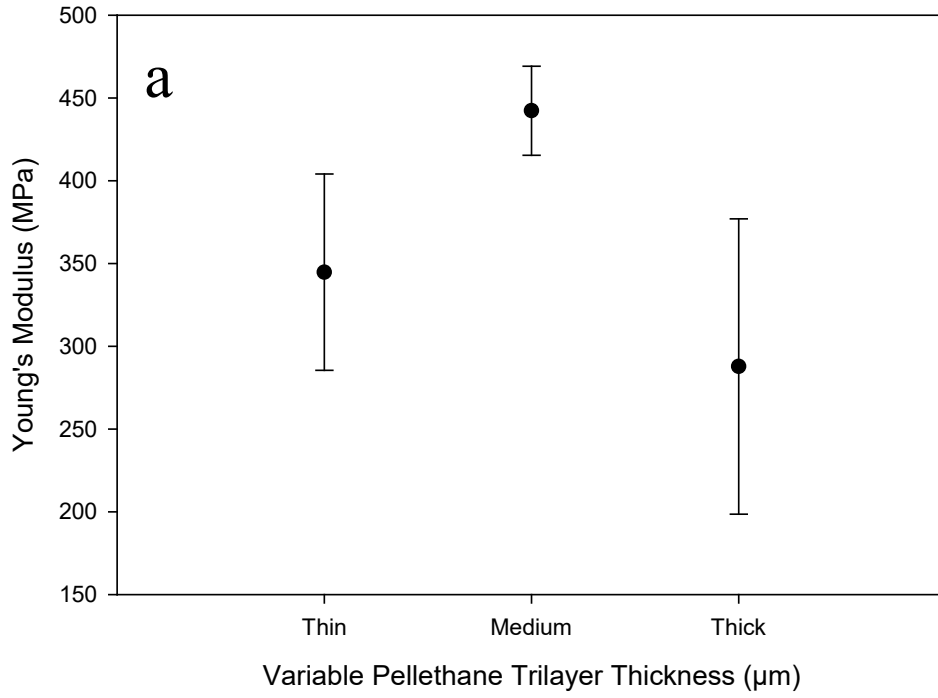 a
Young's Modulus (MPa)
500
450
400
350
300
250
200
150
Thin
Medium
Thick
Variable Pellethane Trilayer Thickness (µm)